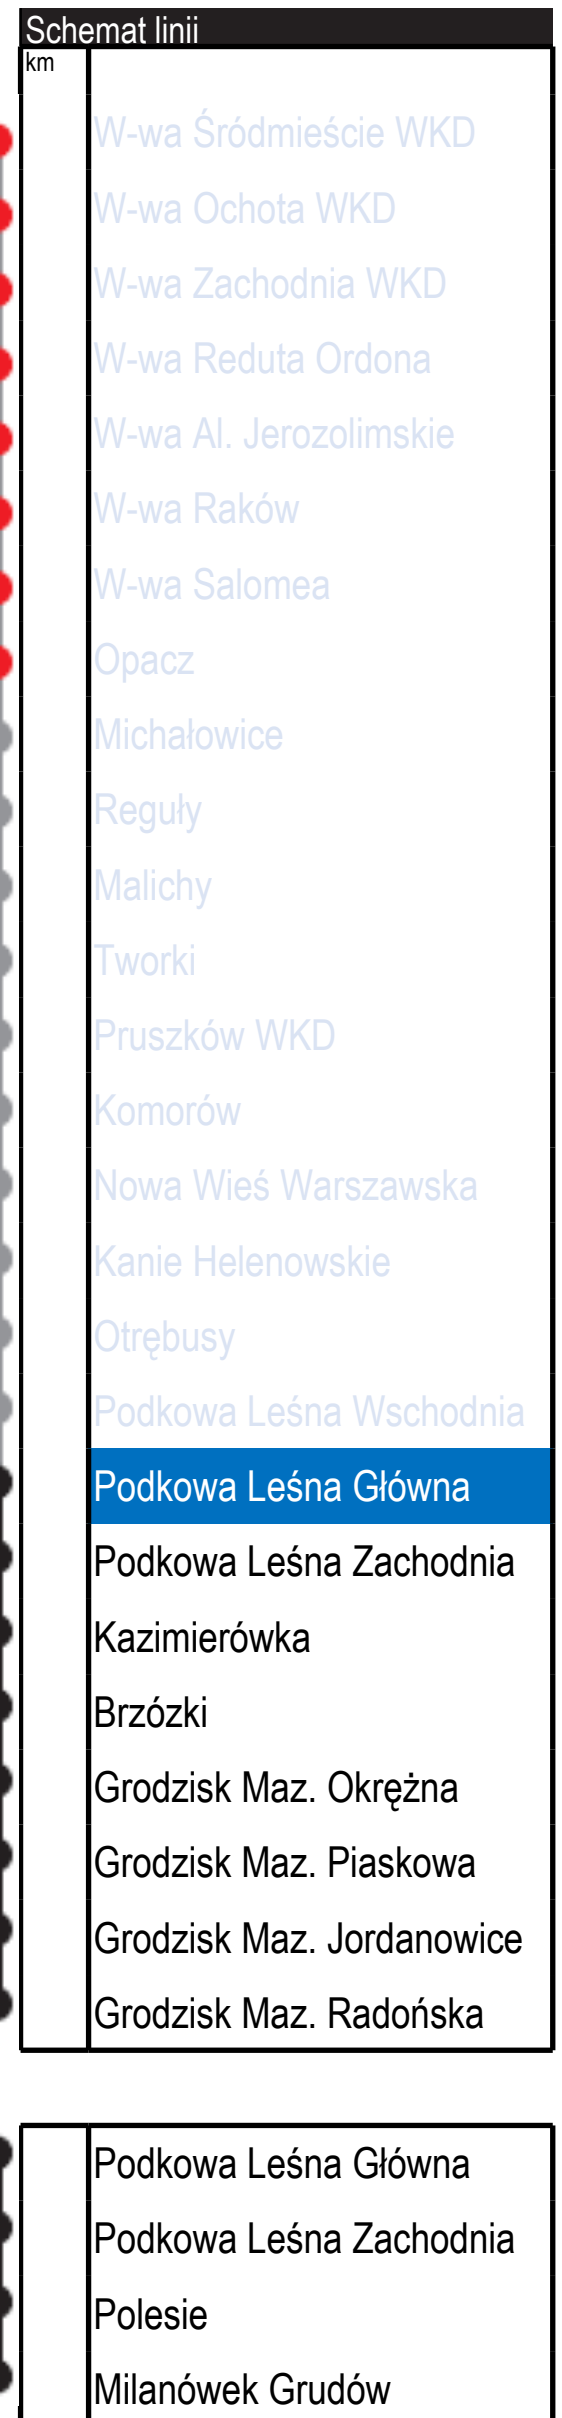 Schemat linii
km
W-wa Śródmieście WKD
W-wa Ochota WKD
W-wa Zachodnia WKD
W-wa Reduta Ordona
W-wa Al. Jerozolimskie
W-wa Raków
W-wa Salomea
Opacz
Michałowice
Reguły
Malichy
Tworki
Pruszków WKD
Komorów
Nowa Wieś Warszawska
Kanie Helenowskie
Otrębusy
Podkowa Leśna Wschodnia
Podkowa Leśna Główna
Podkowa Leśna Zachodnia
Kazimierówka
Brzózki
Grodzisk Maz. Okrężna
Grodzisk Maz. Piaskowa
Grodzisk Maz. Jordanowice
Grodzisk Maz. Radońska
Podkowa Leśna Główna
Podkowa Leśna Zachodnia
Polesie
Milanówek Grudów